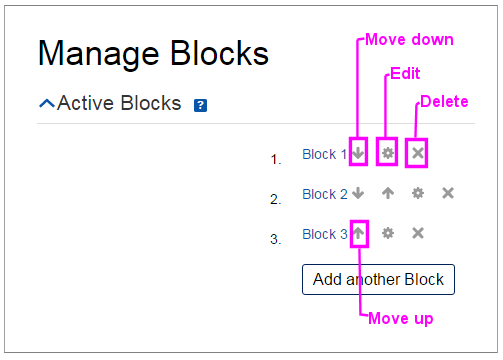 Move down
Manage Blocks
Edit
Active Blocks ?
Delete
1. Block 1
2. Block 2
3. Block 3
Add another Block
Move up